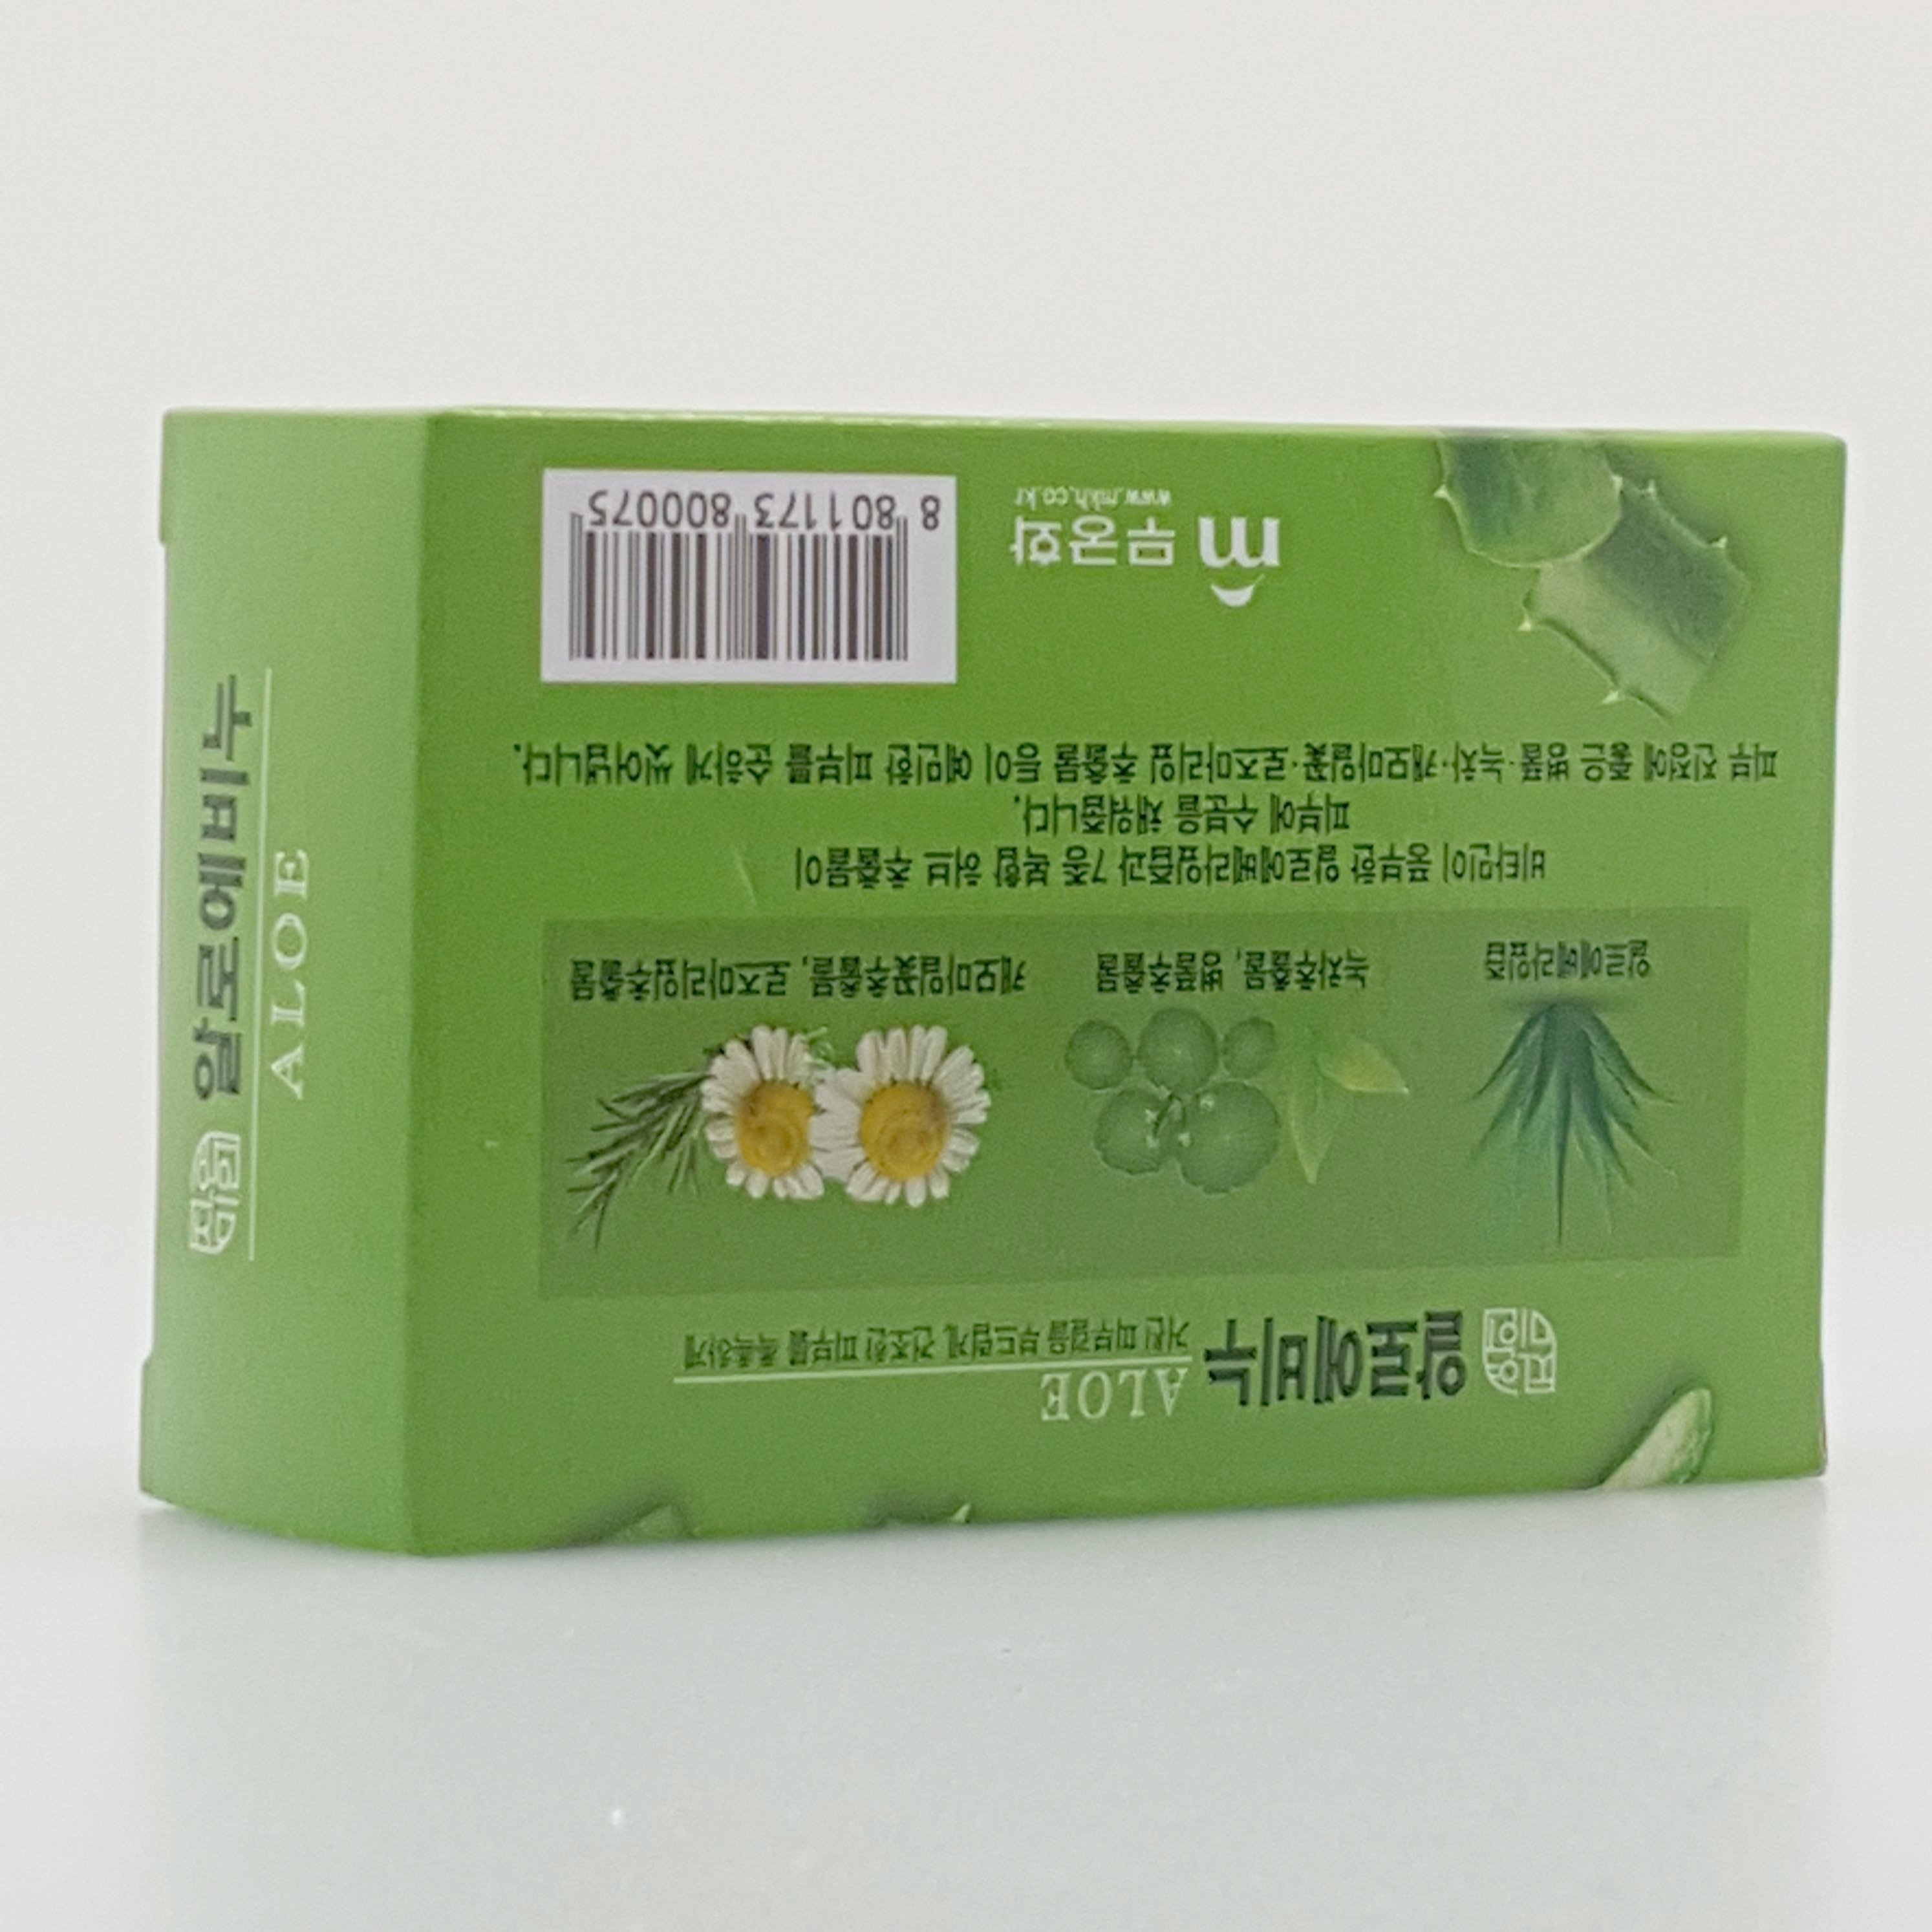 알로에비누
ALOE
거친 피부결을 부드럽게, 건조한 피부를 촉촉하게
알로에베라잎즙
녹차추출물, 병풀추출물
캐모마일꽃추출물, 로즈마리잎추출물
비타민이 풍부한 알로에베라잎즙과 7종 복합 허브 추출물이
피부에 수분을 채워줍니다.
피부 진정에 좋은 병풀·녹차·캐모마일꽃·로즈마리잎 추출물 등이 예민한 피부를 순하게 씻어냅니다.
무궁화
www.mkh.co.kr
8 801173 800075
알로에비누
ALOE